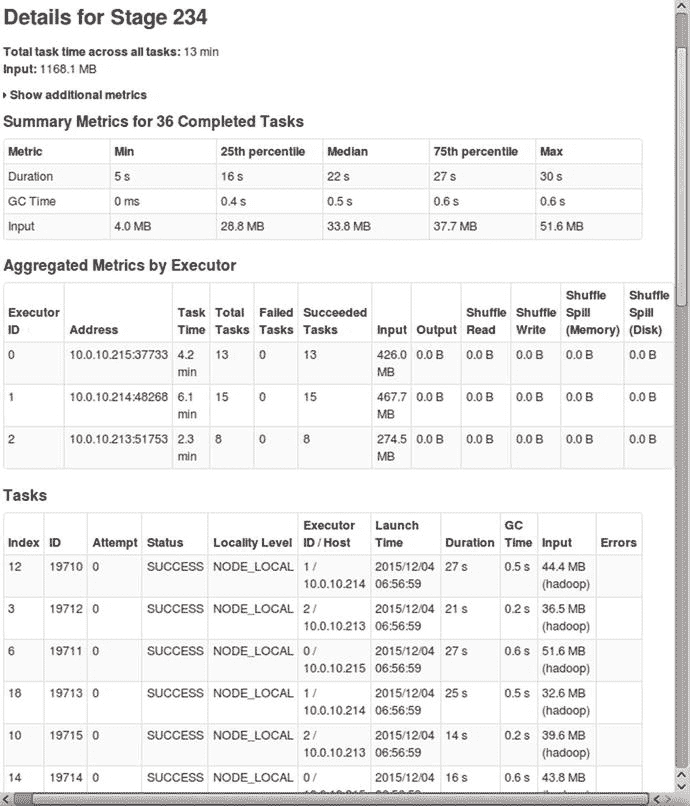 Details for Stage 234
Total task time across all tasks: 13 min
Input: 1168.1 MB
Show additional metrics
Summary Metrics for 36 Completed Tasks
Metric Min 25th percentile Median 75th percentile Max
Duration 5 s 16 s 22 s 27 s 30 s
GC Time 0 ms 0.4 s 0.5 s 0.6 s 0.6 s
Input 4.0 MB 28.8 MB 33.8 MB 37.7 MB 51.6 MB
Aggregated Metrics by Executor
Executor ID Address Task Time Total Tasks Failed Tasks Succeeded Tasks Input Output Shuffle Read Shuffle Write Shuffle Spill (Memory) Shuffle Spill (Disk)
0 10.0.10.215:37733 4.2 min 13 0 13 426.0 MB 0.0 B 0.0 B 0.0 B 0.0 B 0.0 B
1 10.0.10.214:48268 6.1 min 15 0 15 467.7 MB 0.0 B 0.0 B 0.0 B 0.0 B 0.0 B
2 10.0.10.213:51753 2.3 min 8 0 8 274.5 MB 0.0 B 0.0 B 0.0 B 0.0 B 0.0 B
Tasks
Index ID Attempt Status Locality Level Executor ID / Host Launch Time Duration GC Time Input Errors
12 19710 0 SUCCESS NODE_LOCAL 1 / 10.0.10.214 2015/12/04 06:56:59 27 s 0.5 s 44.4 MB (hadoop)
3 19712 0 SUCCESS NODE_LOCAL 2 / 10.0.10.213 2015/12/04 06:56:59 21 s 0.2 s 36.5 MB (hadoop)
6 19711 0 SUCCESS NODE_LOCAL 0 / 10.0.10.215 2015/12/04 06:56:59 27 s 0.6 s 51.6 MB (hadoop)
18 19713 0 SUCCESS NODE_LOCAL 1 / 10.0.10.214 2015/12/04 06:56:59 25 s 0.5 s 32.6 MB (hadoop)
10 19715 0 SUCCESS NODE_LOCAL 2 / 10.0.10.213 2015/12/04 06:56:59 14 s 0.2 s 39.6 MB (hadoop)
14 19714 0 SUCCESS NODE_LOCAL 0 / 2015/12/04 16 s 0.6 s 43.8 MB